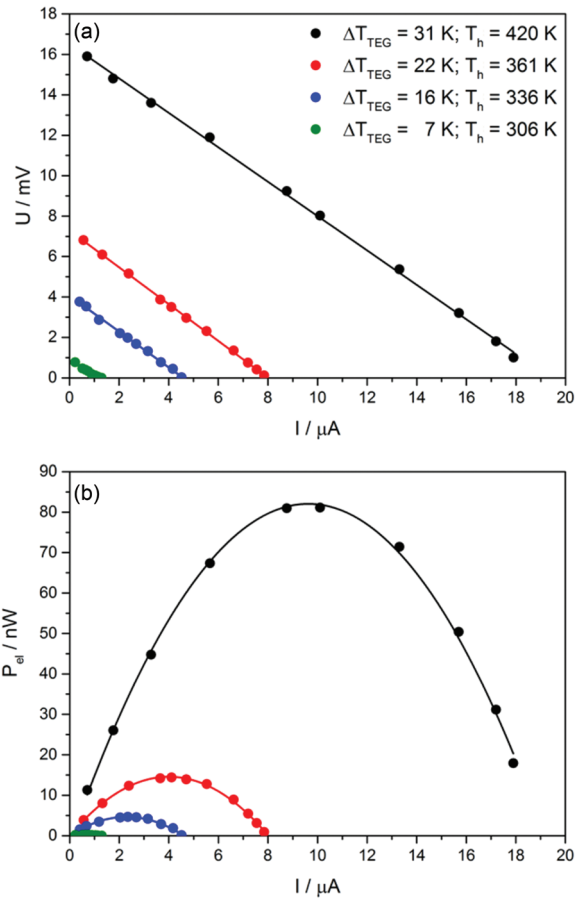 (a)
ΔT_TEG = 31 K; T_h = 420 K
ΔT_TEG = 22 K; T_h = 361 K
ΔT_TEG = 16 K; T_h = 336 K
ΔT_TEG = 7 K; T_h = 306 K
U / mV
18
16
14
12
10
8
6
4
2
0
0 2 4 6 8 10 12 14 16 18 20
I / μA
(b)
P_el / nW
90
80
70
60
50
40
30
20
10
0
0 2 4 6 8 10 12 14 16 18 20
I / μA